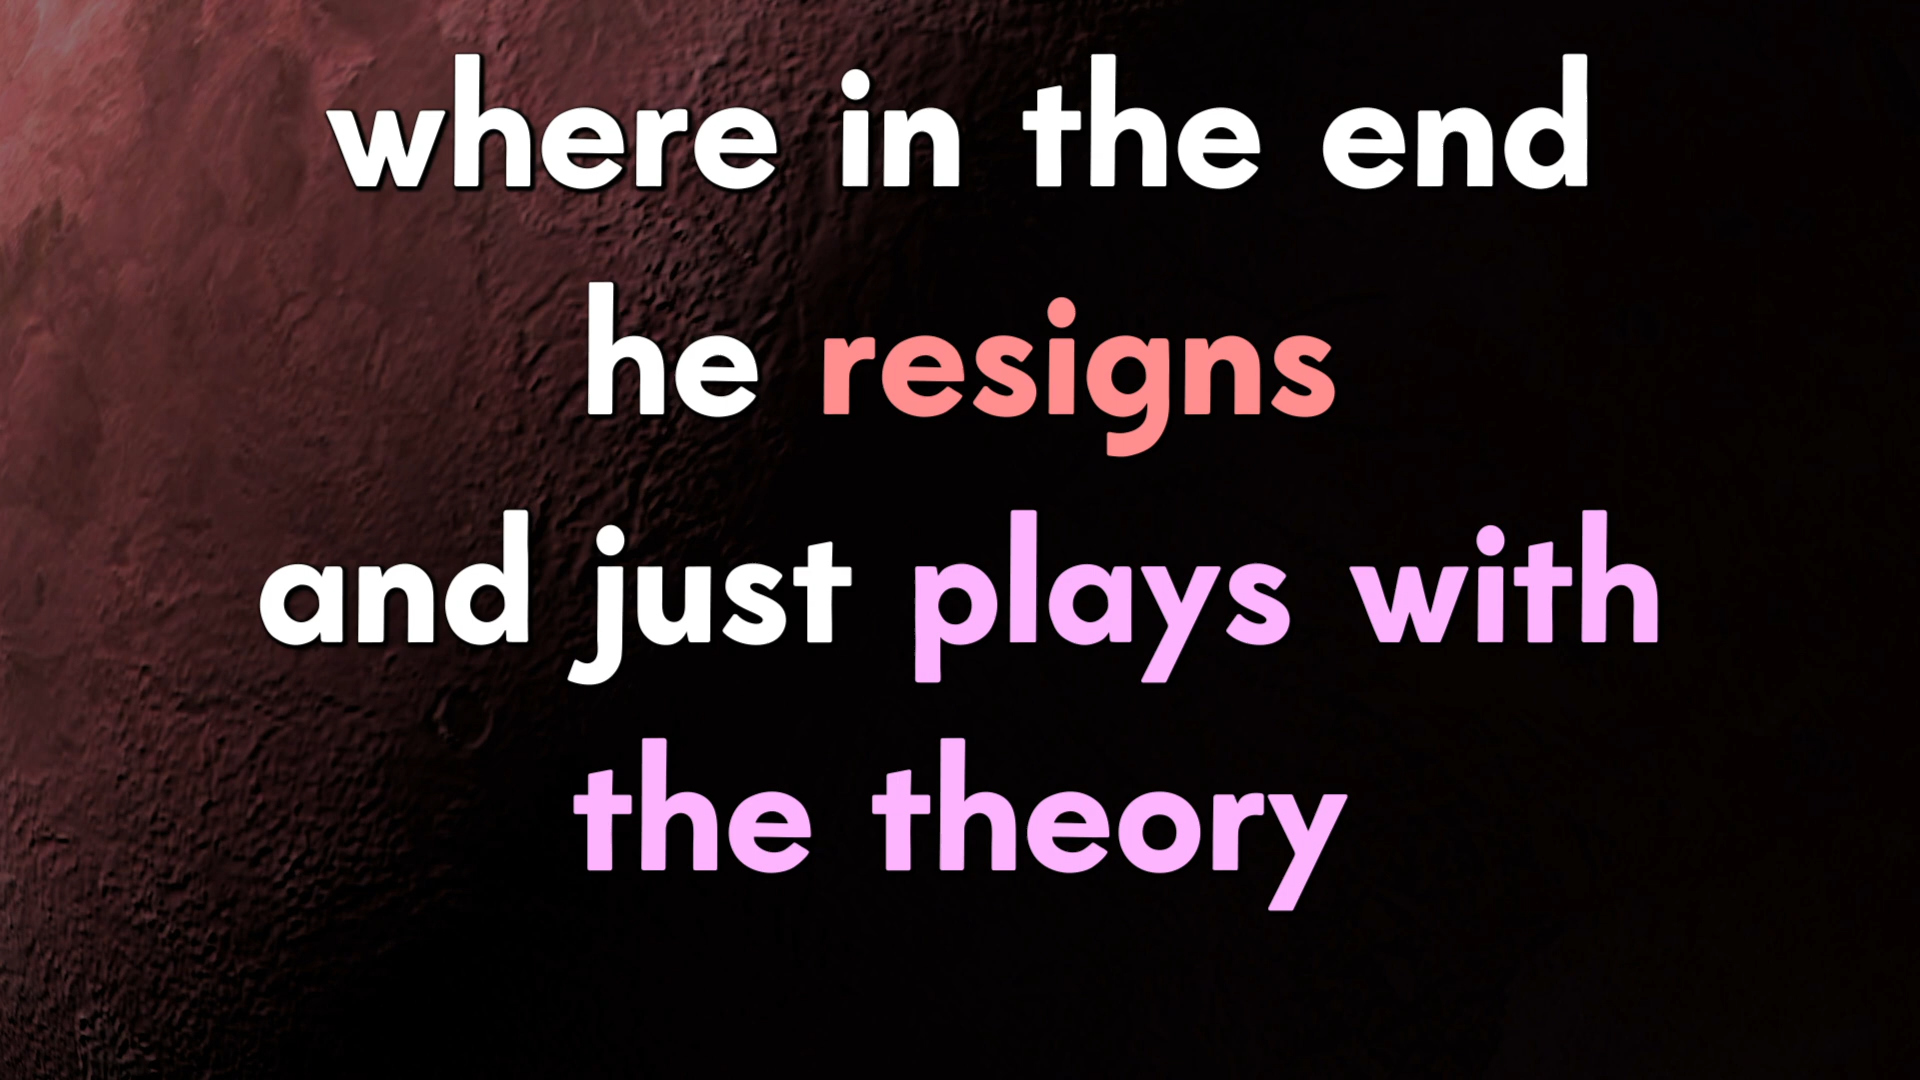 where in the end
he resigns
and just plays with
the theory